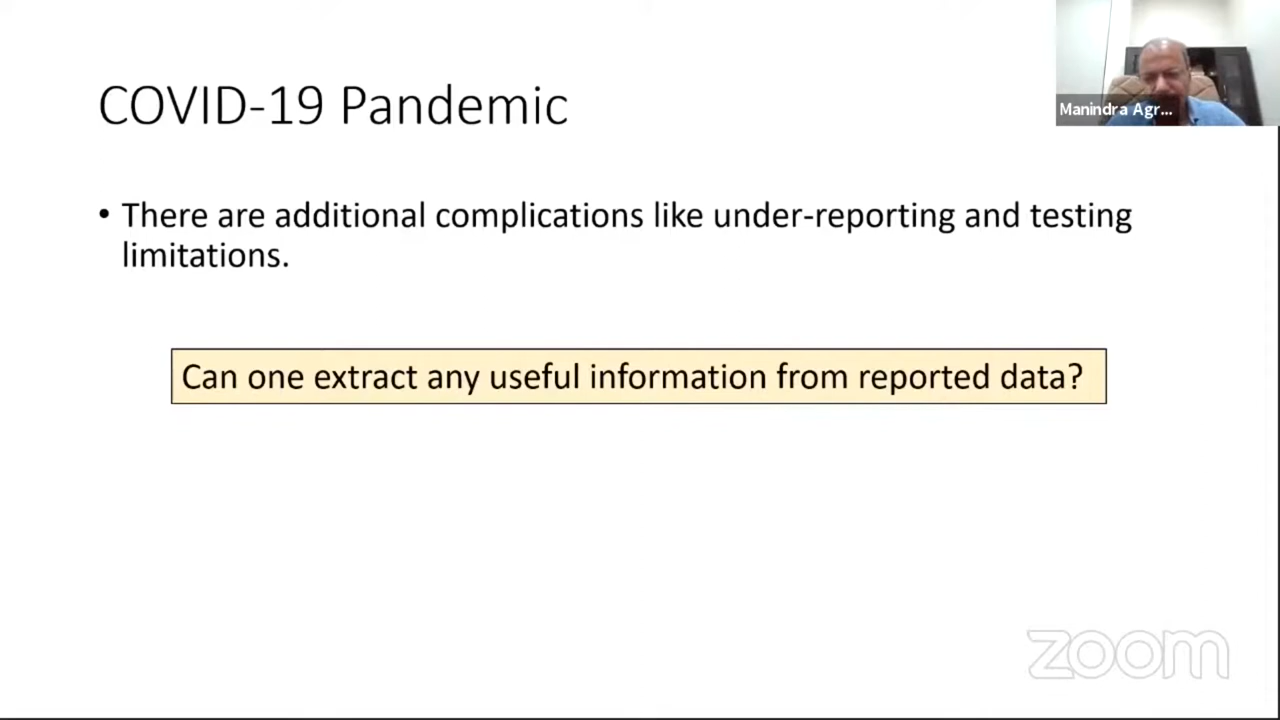 COVID-19 Pandemic
Manindra Agr...
• There are additional complications like under-reporting and testing
limitations.
Can one extract any useful information from reported data?
zoom